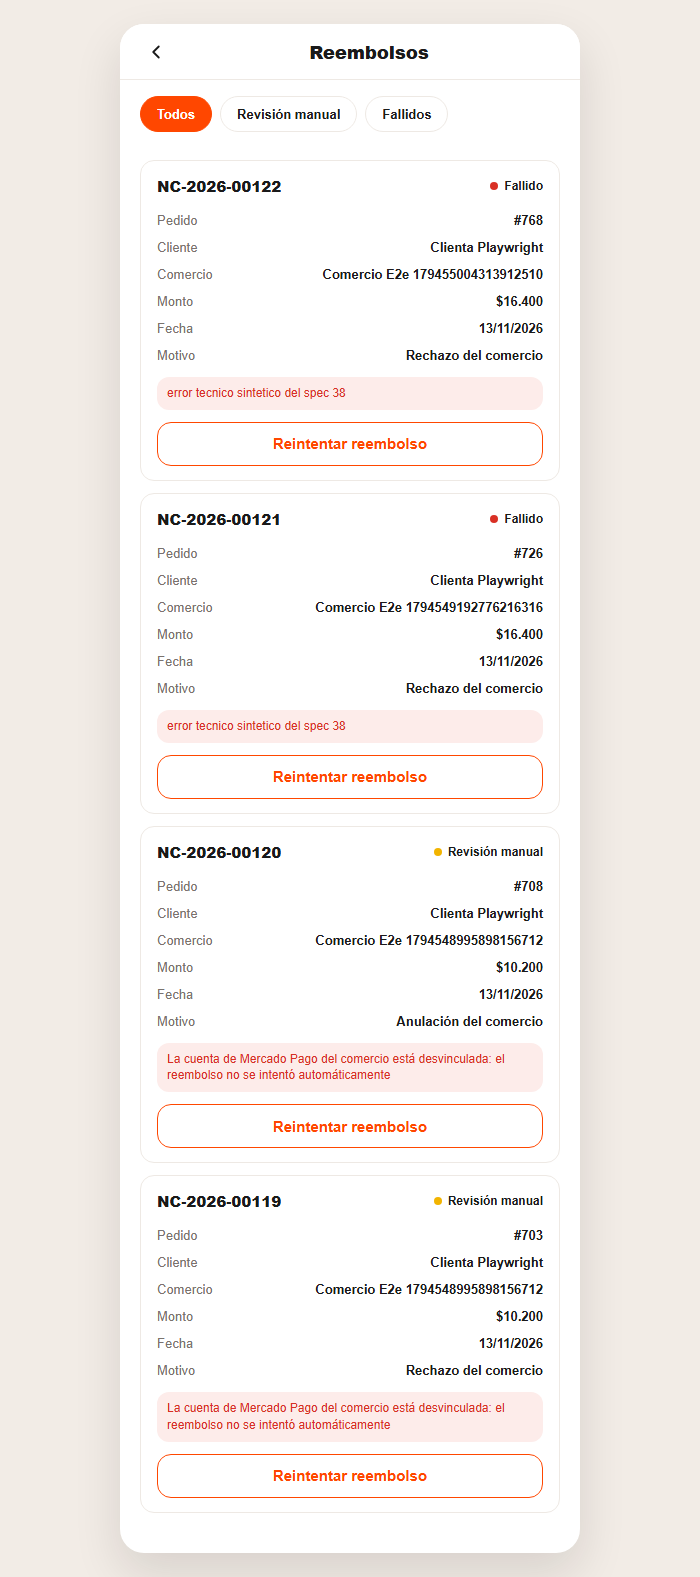 Reembolsos
Todos
Revisión manual
Fallidos
NC-2026-00122
Fallido
Pedido
#768
Cliente
Clienta Playwright
Comercio
Comercio E2e 179455004313912510
Monto
$16.400
Fecha
13/11/2026
Motivo
Rechazo del comercio
error tecnico sintetico del spec 38
Reintentar reembolso
NC-2026-00121
Fallido
Pedido
#726
Cliente
Clienta Playwright
Comercio
Comercio E2e 1794549192776216316
Monto
$16.400
Fecha
13/11/2026
Motivo
Rechazo del comercio
error tecnico sintetico del spec 38
Reintentar reembolso
NC-2026-00120
Revisión manual
Pedido
#708
Cliente
Clienta Playwright
Comercio
Comercio E2e 1794548995898156712
Monto
$10.200
Fecha
13/11/2026
Motivo
Anulación del comercio
La cuenta de Mercado Pago del comercio está desvinculada: el
reembolso no se intentó automáticamente
Reintentar reembolso
NC-2026-00119
Revisión manual
Pedido
#703
Cliente
Clienta Playwright
Comercio
Comercio E2e 1794548995898156712
Monto
$10.200
Fecha
13/11/2026
Motivo
Rechazo del comercio
La cuenta de Mercado Pago del comercio está desvinculada: el
reembolso no se intentó automáticamente
Reintentar reembolso